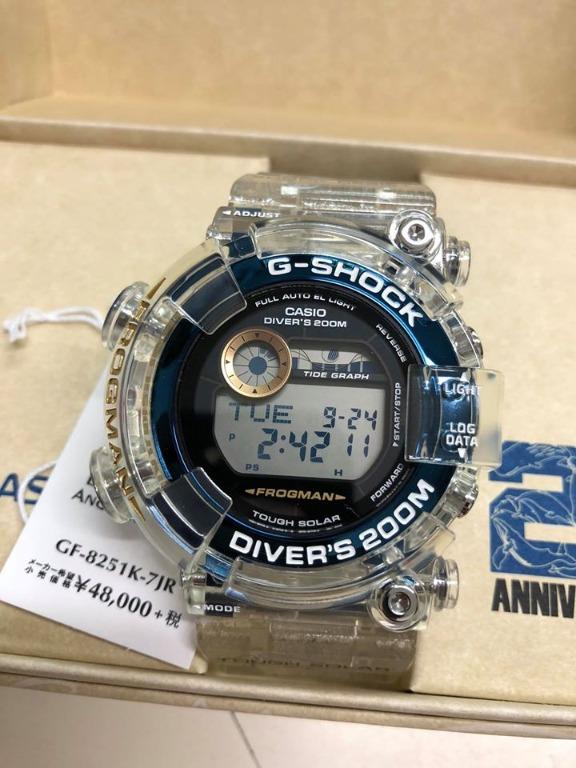 ADJUST
G-SHOCK
FULL AUTO EL LIGHT
CASIO
DIVER'S 200M
REVERSE
TIDE GRAPH
START/STOP
LIGHT
LOG
DATA
TUE 9-24
P 2:42 11
PS H
FROGMAN
FORWARD
TOUGH SOLAR
DIVER'S 200M
MODE
FROGMAN
TOUGH SOLAR
GF-8251K-7JR
メーカー希望
小売価格 ¥48,000+税